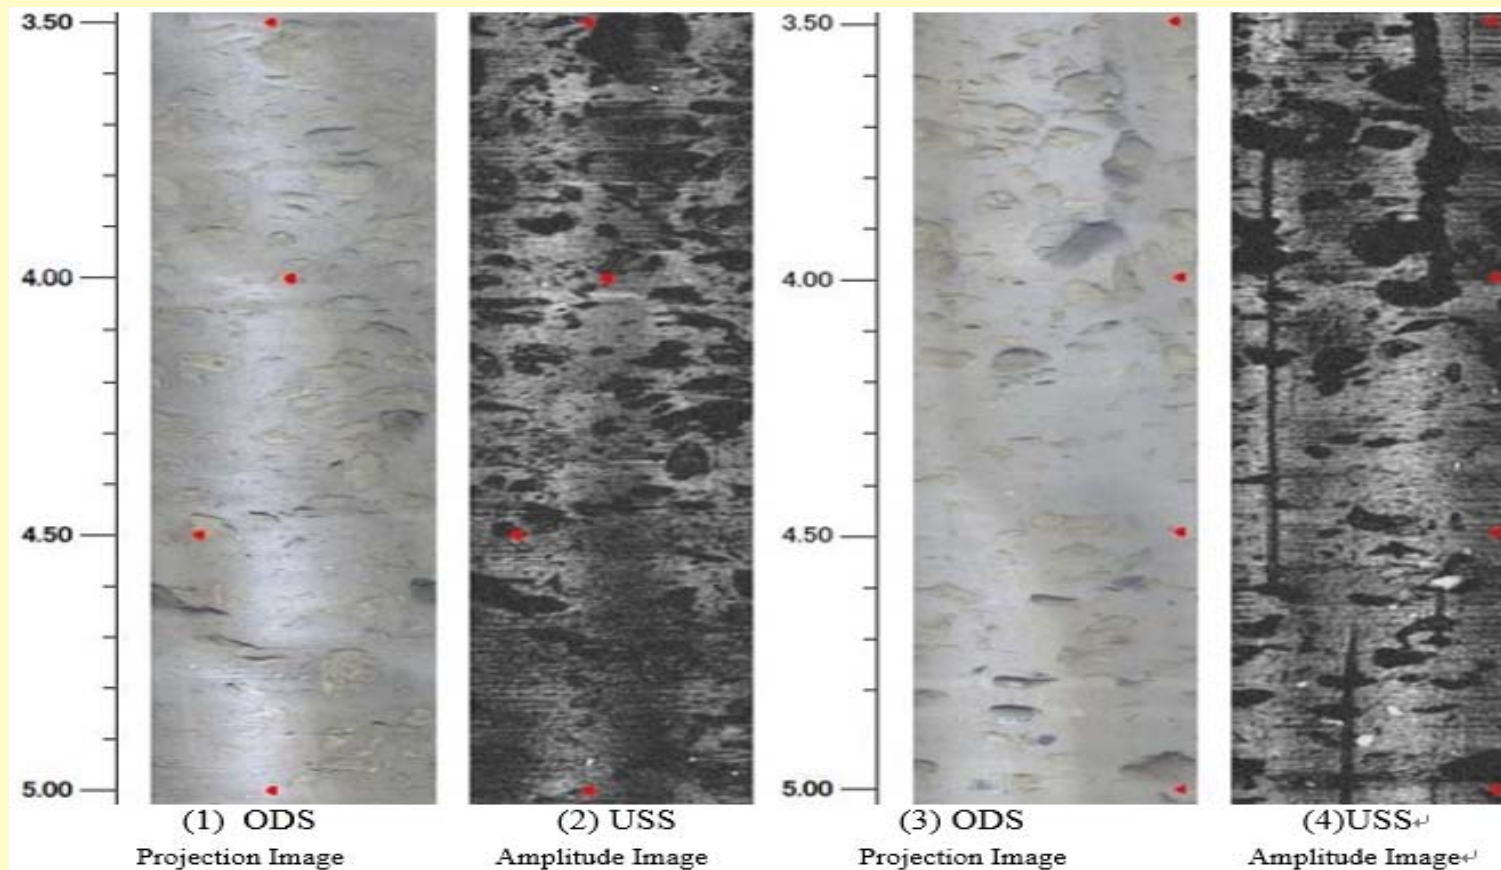 3.50
4.00
4.50
5.00
3.50
4.00
4.50
5.00
(1) ODS
Projection Image
(2) USS
Amplitude Image
(3) ODS
Projection Image
(4)USS↵
Amplitude Image↵